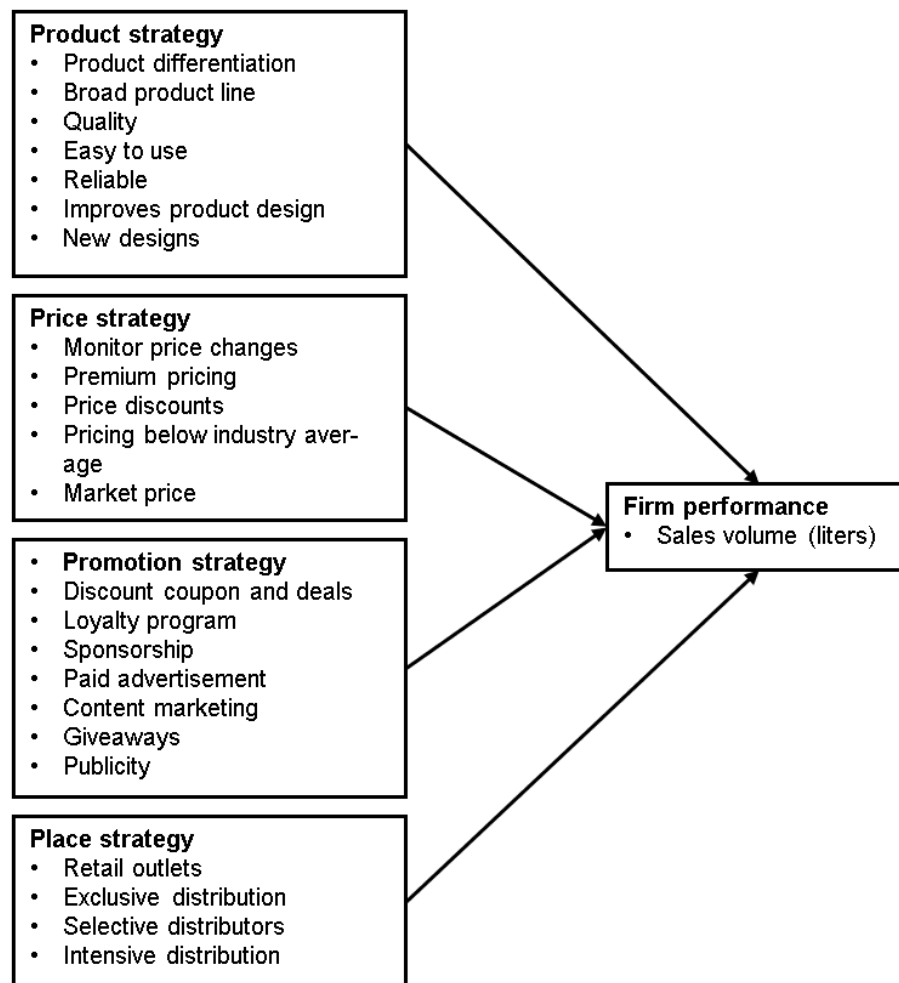 Product strategy
• Product differentiation
• Broad product line
• Quality
• Easy to use
• Reliable
• Improves product design
• New designs
Price strategy
• Monitor price changes
• Premium pricing
• Price discounts
• Pricing below industry aver-
age
• Market price
• Promotion strategy
• Discount coupon and deals
• Loyalty program
• Sponsorship
• Paid advertisement
• Content marketing
• Giveaways
• Publicity
Place strategy
• Retail outlets
• Exclusive distribution
• Selective distributors
• Intensive distribution
Firm performance
• Sales volume (liters)